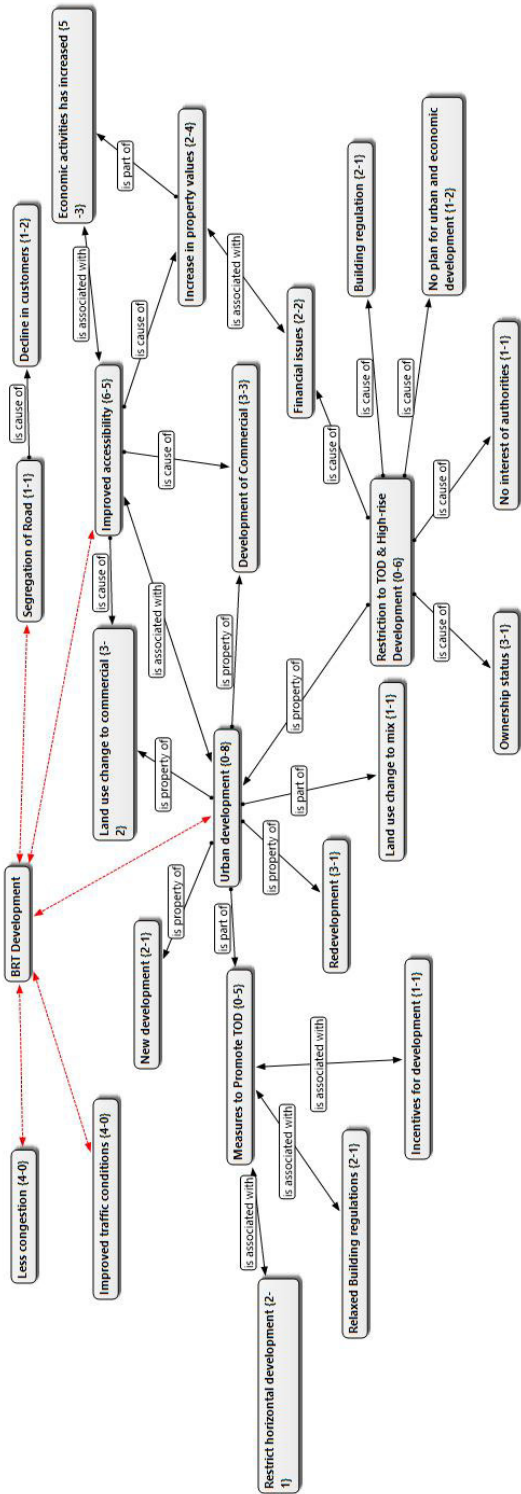 BRT Development
Less congestion {4-0}
Improved traffic conditions {4-0}
Segregation of Road {1-1}
is cause of
Decline in customers {1-2}
Economic activities has increased {5
-3}
is associated with
is part of
Improved accessibility {6-5}
is cause of
Increase in property values {2-4}
is cause of
is cause of
Land use change to commercial {3-
2}
is associated with
Development of Commercial {3-3}
is associated with
Financial issues {2-2}
New development {2-1}
is property of
is property of
Urban development {0-8}
is property of
is property of
is part of
is property of
is part of
Measures to Promote TOD {0-5}
Redevelopment {3-1}
Land use change to mix {1-1}
is associated with
is associated with
is associated with
Restrict horizontal development {2-
1}
Relaxed Building regulations {2-1}
Incentives for development {1-1}
Restriction to TOD & High-rise
Development {0-6}
is cause of
is cause of
is cause of
is cause of
is cause of
Building regulation {2-1}
No plan for urban and economic
development {1-2}
No interest of authorities {1-1}
Ownership status {3-1}